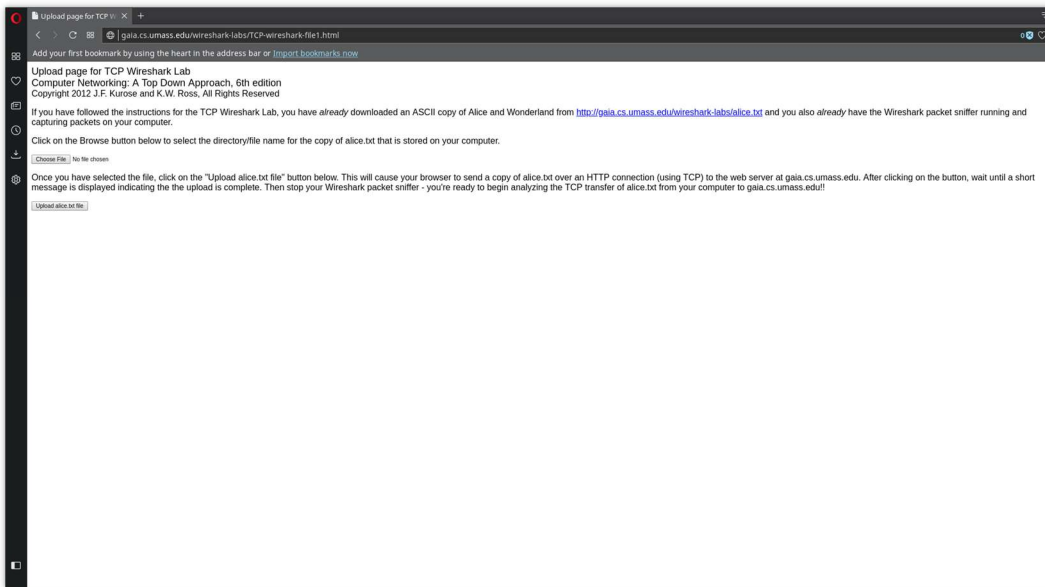 Upload page for TCP W
gaia.cs.umass.edu/wireshark-labs/TCP-wireshark-file1.html
0
Add your first bookmark by using the heart in the address bar or Import bookmarks now
Upload page for TCP Wireshark Lab
Computer Networking: A Top Down Approach, 6th edition
Copyright 2012 J.F. Kurose and K.W. Ross, All Rights Reserved
If you have followed the instructions for the TCP Wireshark Lab, you have already downloaded an ASCII copy of Alice and Wonderland from http://gaia.cs.umass.edu/wireshark-labs/alice.txt and you also already have the Wireshark packet sniffer running and
capturing packets on your computer.
Click on the Browse button below to select the directory/file name for the copy of alice.txt that is stored on your computer.
Choose File No file chosen
Once you have selected the file, click on the "Upload alice.txt file" button below. This will cause your browser to send a copy of alice.txt over an HTTP connection (using TCP) to the web server at gaia.cs.umass.edu. After clicking on the button, wait until a short
message is displayed indicating the the upload is complete. Then stop your Wireshark packet sniffer - you're ready to begin analyzing the TCP transfer of alice.txt from your computer to gaia.cs.umass.edu!!
Upload alice.txt file